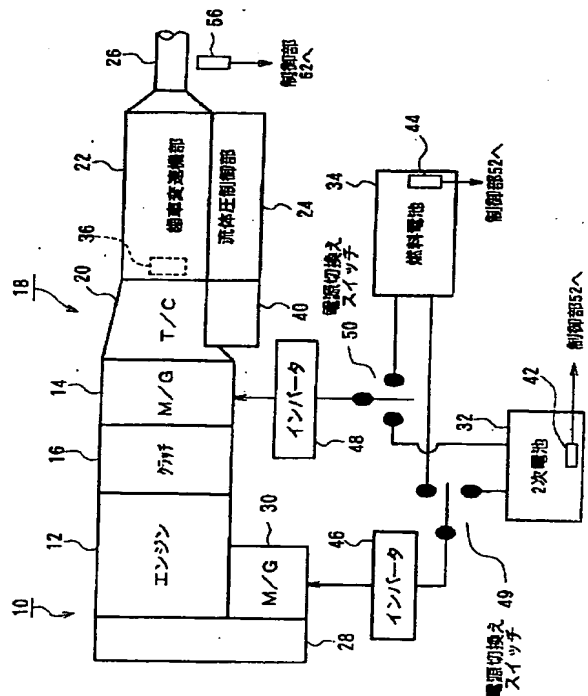 10
12
エンジン
16
クラッチ
14
M/G
18
20
T/C
36
22
歯車変速機部
26
56
制御部
52へ
流体圧制御部
24
40
28
30
M/G
46
インバータ
48
インバータ
50
電源切換え
スイッチ
34
燃料電池
44
制御部52へ
49
電源切換え
スイッチ
32
2次電池
42
制御部52へ